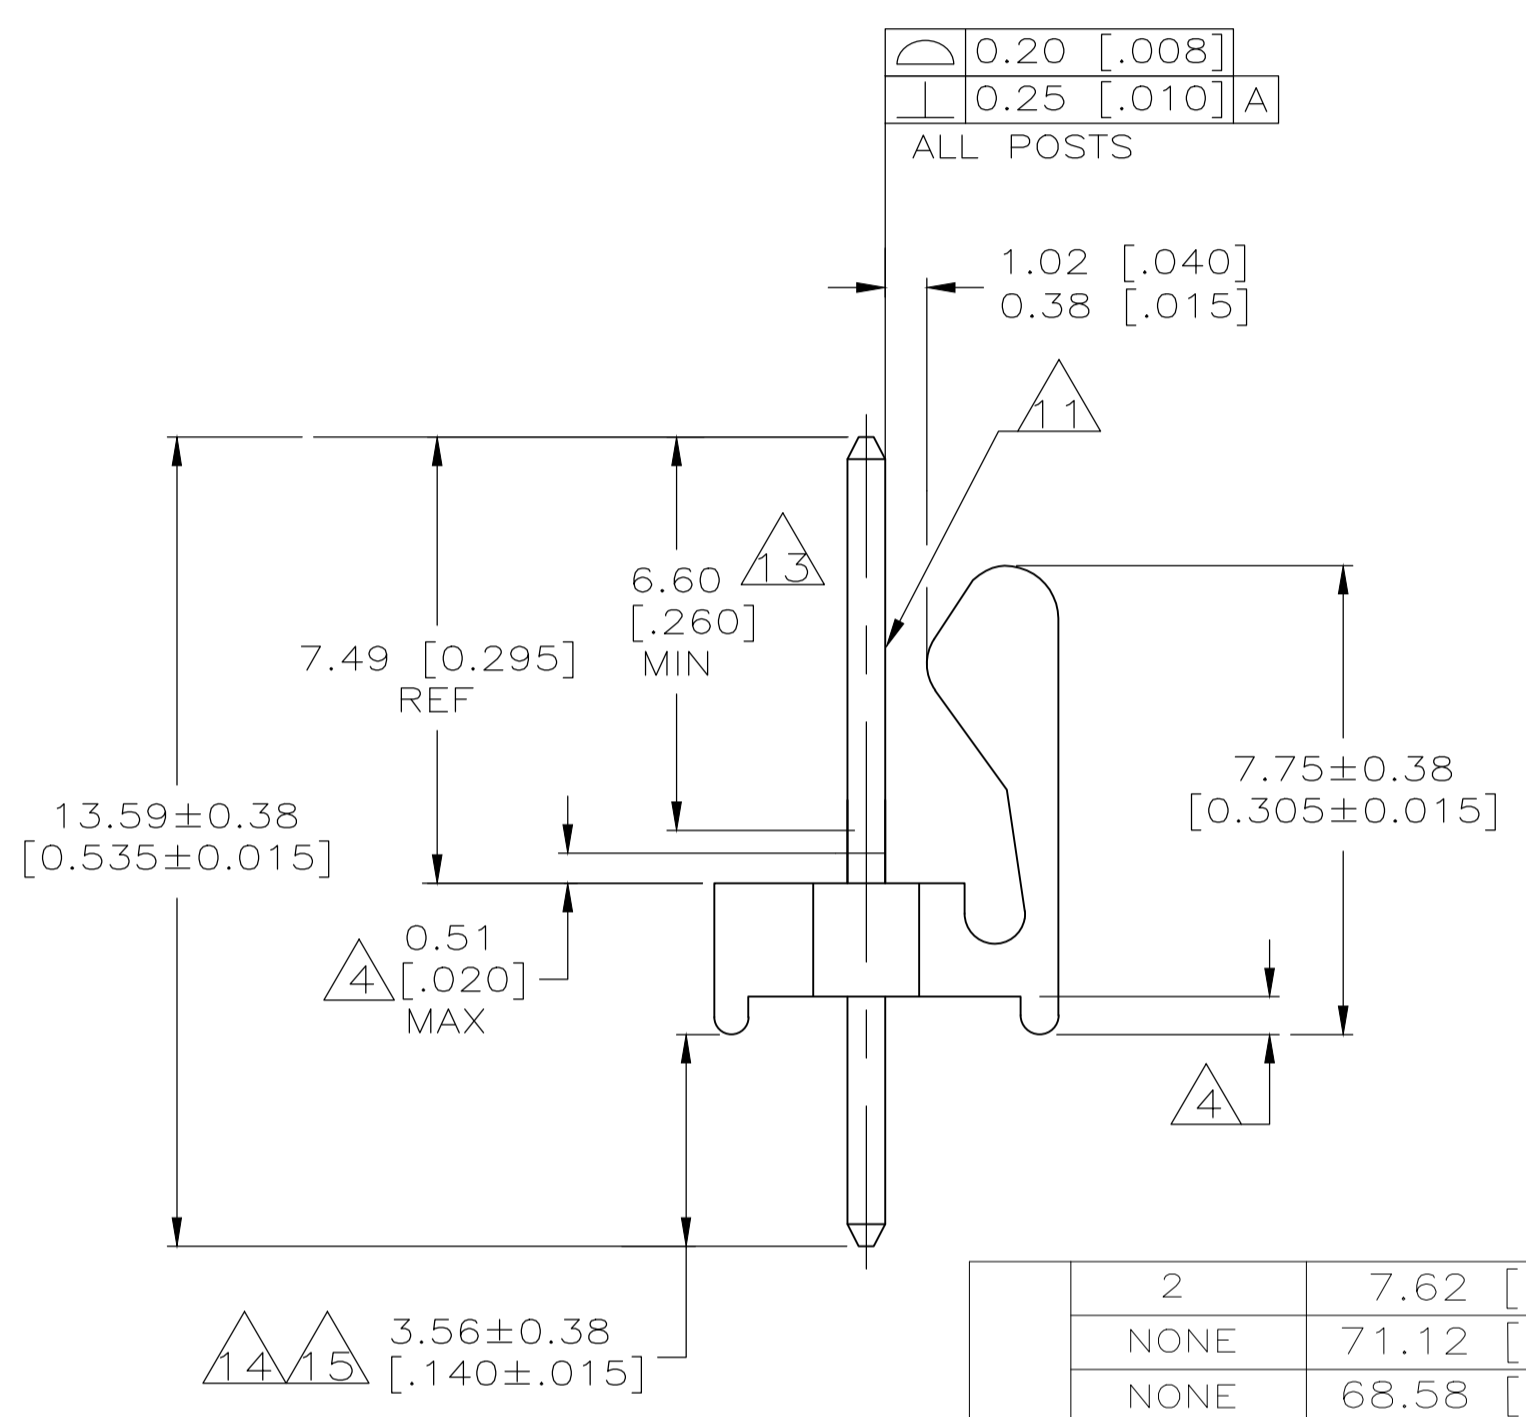 0.20 [.008]
0.25 [.010] A
ALL POSTS
1.02 [.040]
0.38 [.015]
11
13
6.60
[.260]
MIN
7.49 [0.295]
REF
7.75±0.38
[0.305±0.015]
13.59±0.38
[0.535±0.015]
4
0.51
[.020]
MAX
4
14 15
3.56±0.38
[.140±.015]
2 7.62 [
NONE 71.12 [
NONE 68.58 [